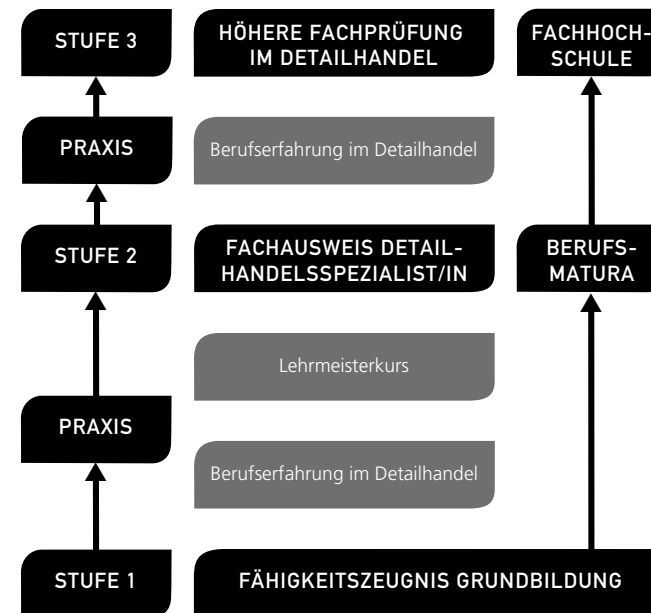 STUFE 3
HÖHERE FACHPRÜFUNG
IM DETAILHANDEL
FACHHOCH-
SCHULE
PRAXIS
Berufserfahrung im Detailhandel
STUFE 2
FACHAUSWEIS DETAIL-
HANDELSSPEZIALIST/IN
BERUFS-
MATURA
Lehrmeisterkurs
PRAXIS
Berufserfahrung im Detailhandel
STUFE 1
FÄHIGKEITSZEUGNIS GRUNDBILDUNG